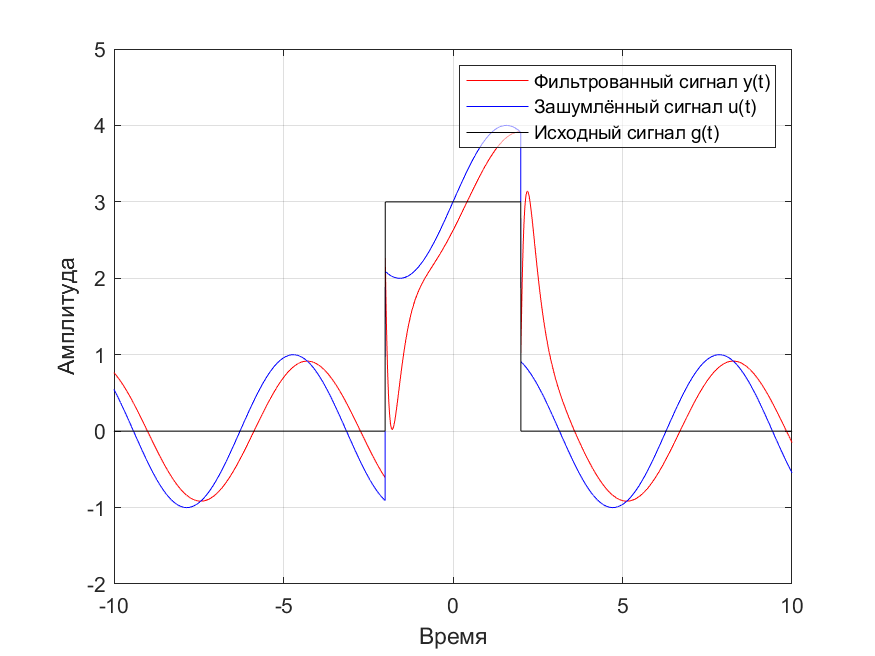 5
4
3
2
1
0
-1
-2
Амплитуда
Фильтрованный сигнал y(t)
Зашумлённый сигнал u(t)
Исходный сигнал g(t)
-10
-5
0
5
10
Время